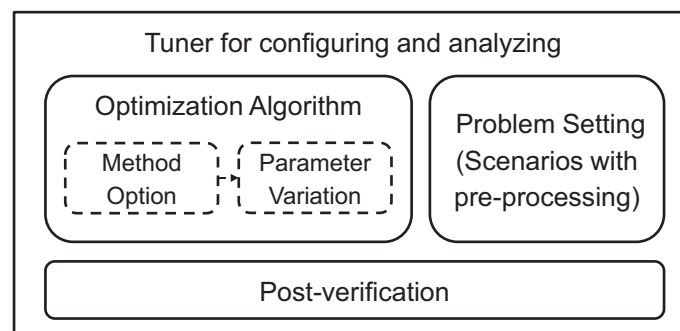 Tuner for configuring and analyzing
Optimization Algorithm
Method
Option
Parameter
Variation
Problem Setting
(Scenarios with
pre-processing)
Post-verification